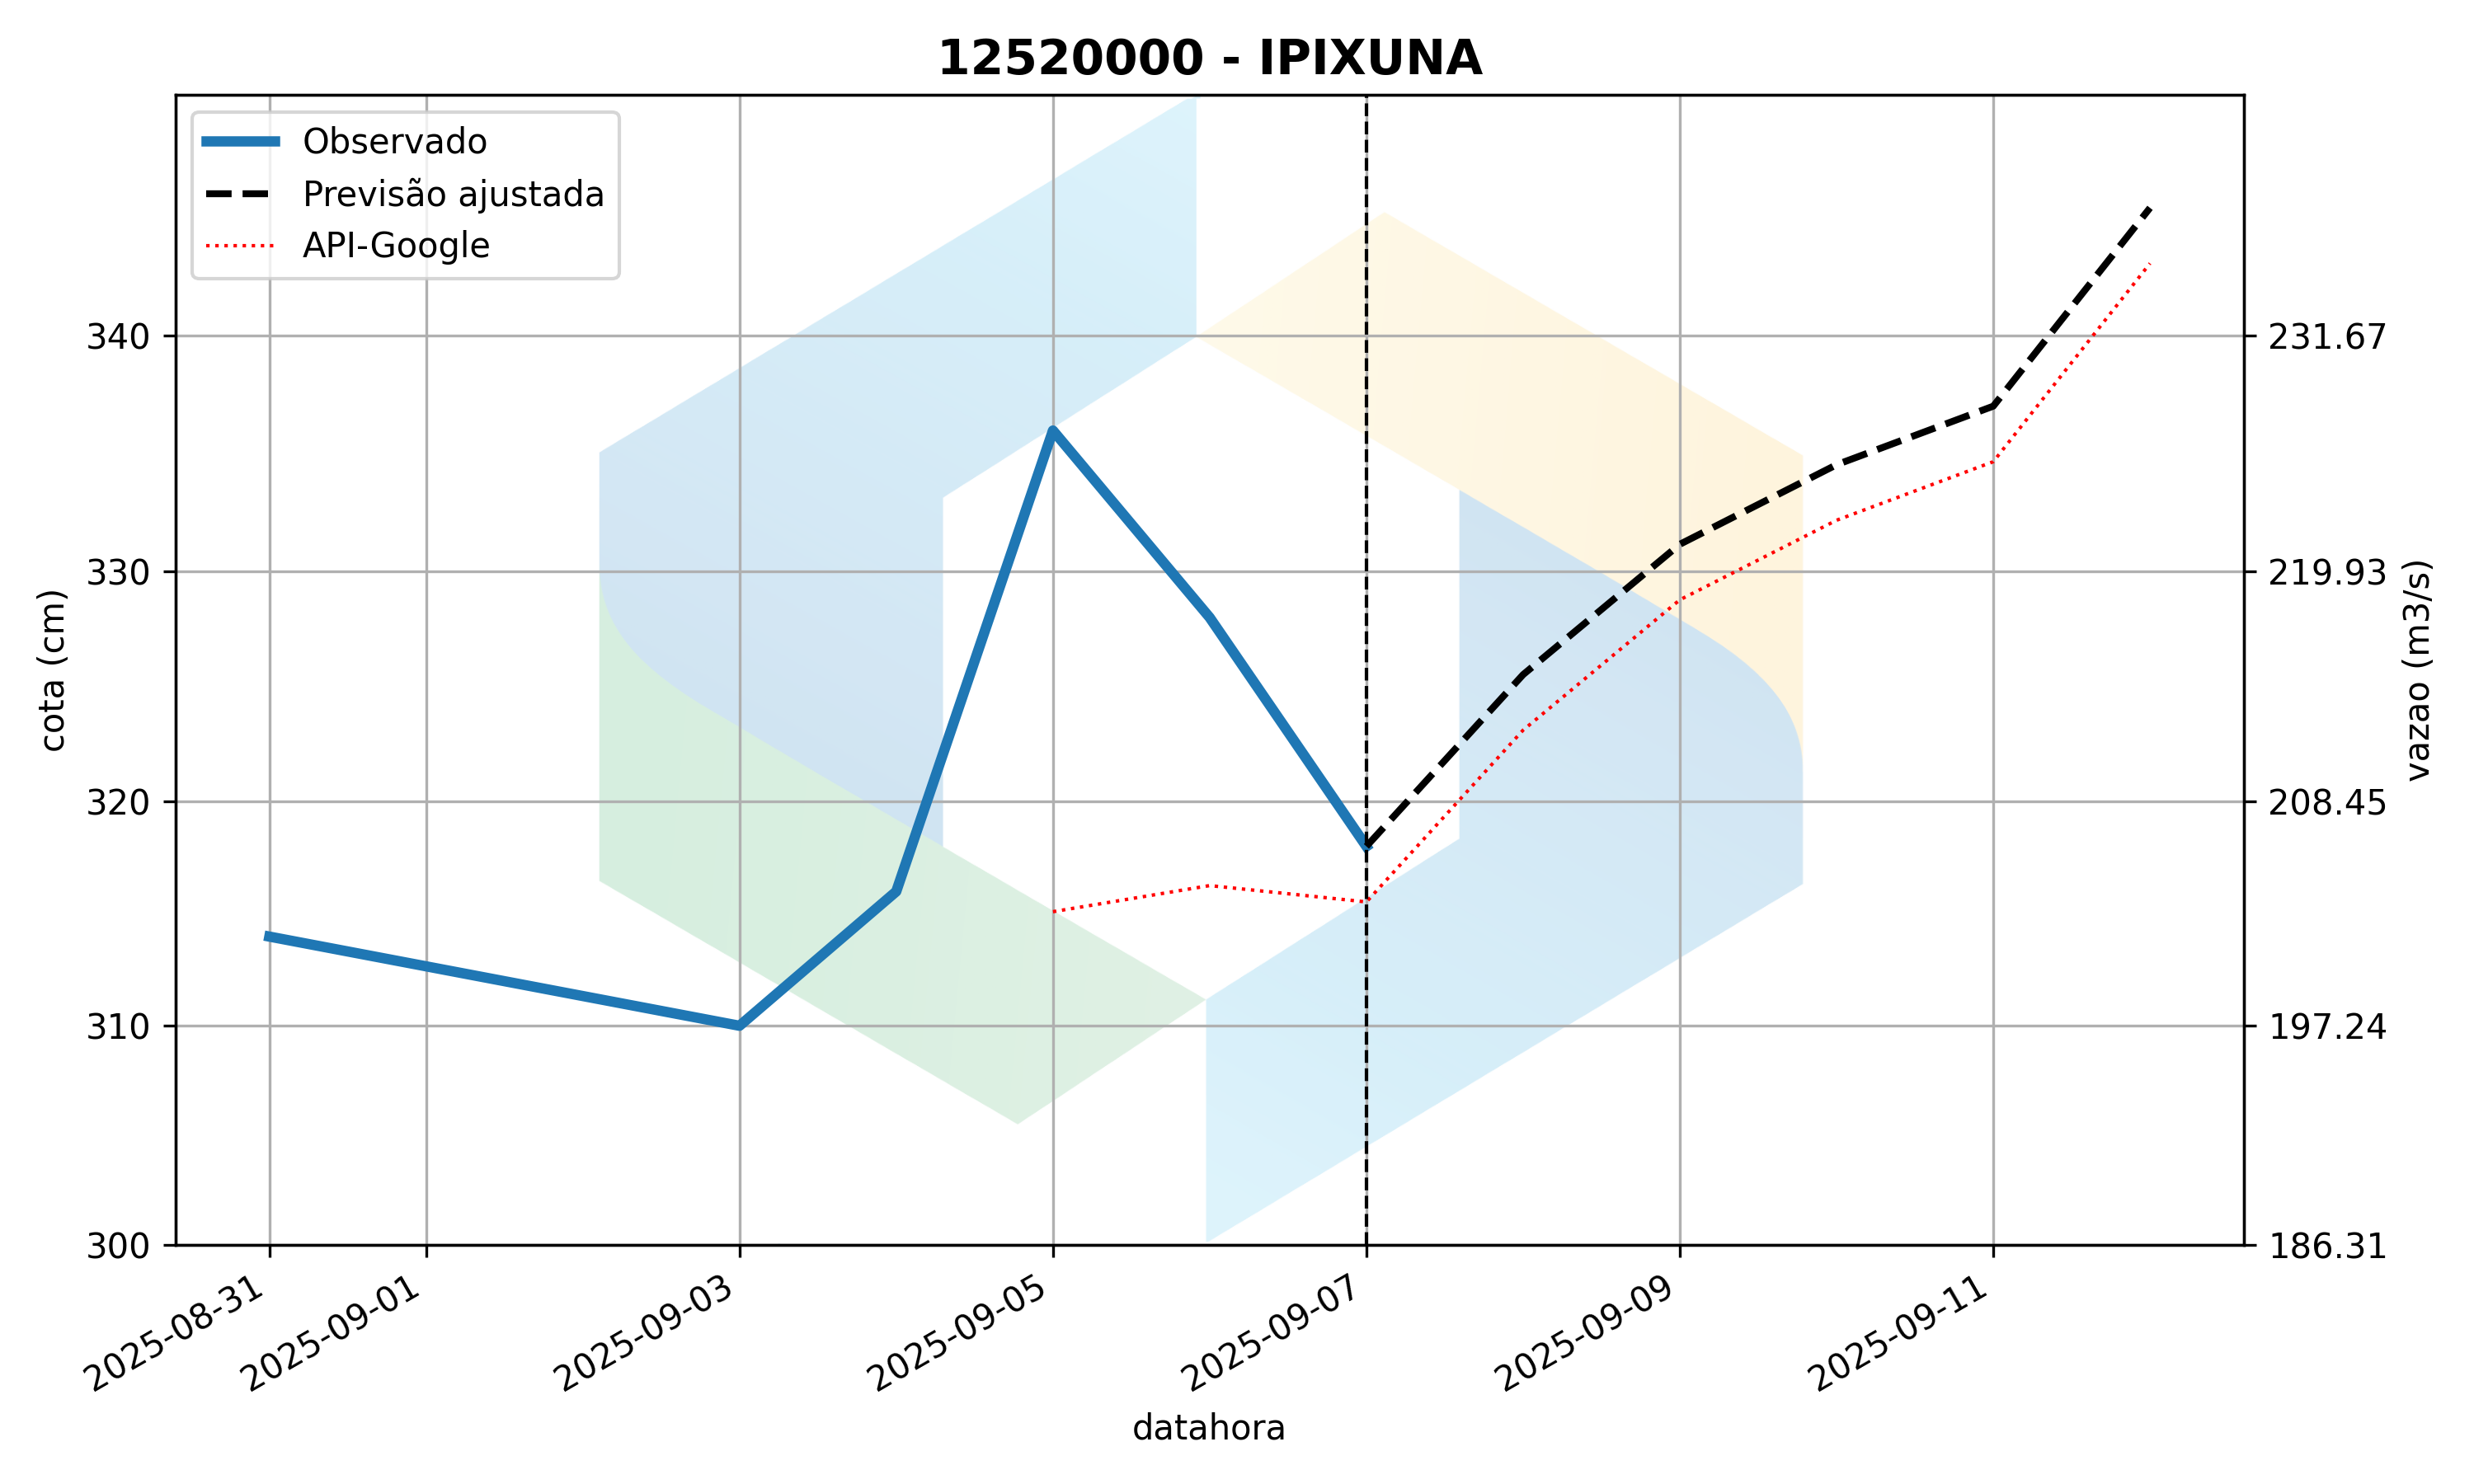 12520000 - IPIXUNA
Observado
Previsão ajustada
API-Google
340
330
320
310
300
cota (cm)
231.67
219.93
208.45
197.24
186.31
vazao (m3/s)
2025-08-31
2025-09-01
2025-09-03
2025-09-05
2025-09-07
2025-09-09
2025-09-11
datahora